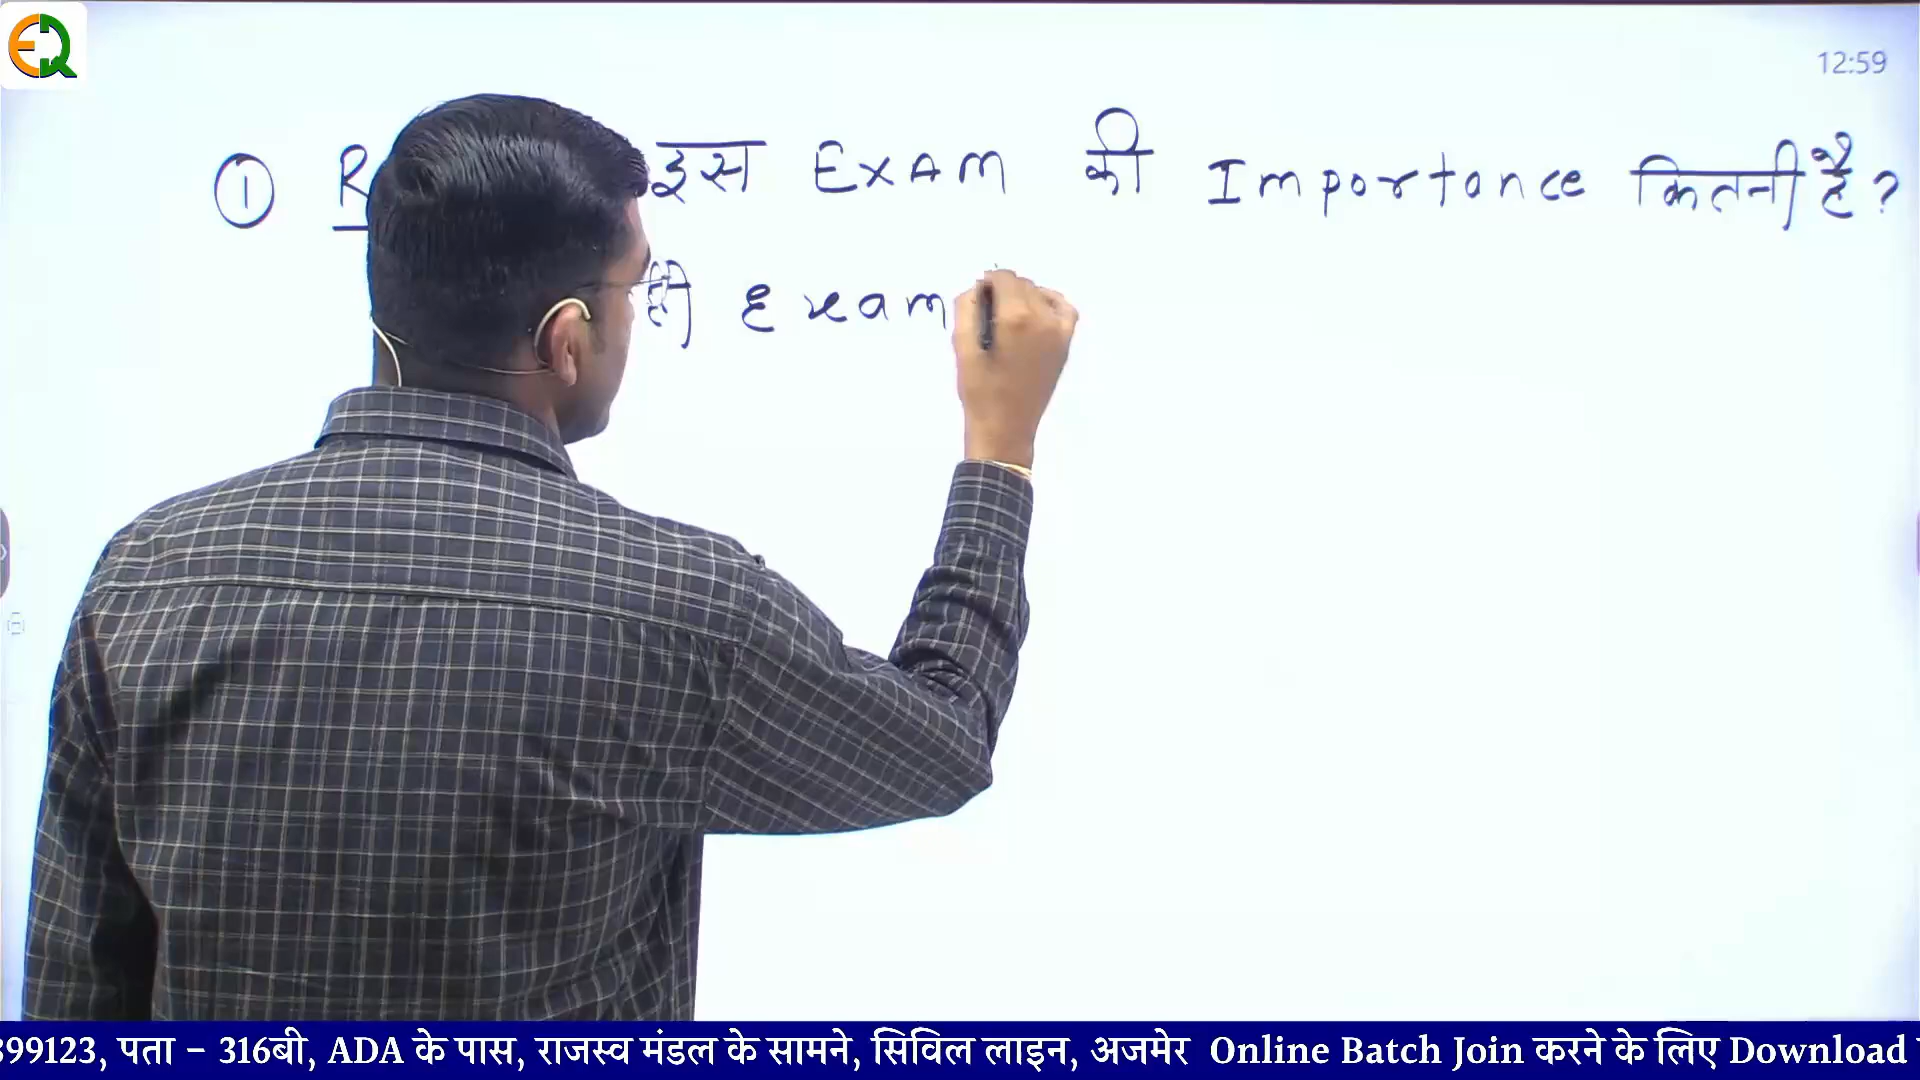 EQ
12:59
① R इस Exam की Importance कितनी है?
ही exam
399123, पता – 316बी, ADA के पास, राजस्व मंडल के सामने, सिविल लाइन, अजमेर Online Batch Join करने के लिए Download